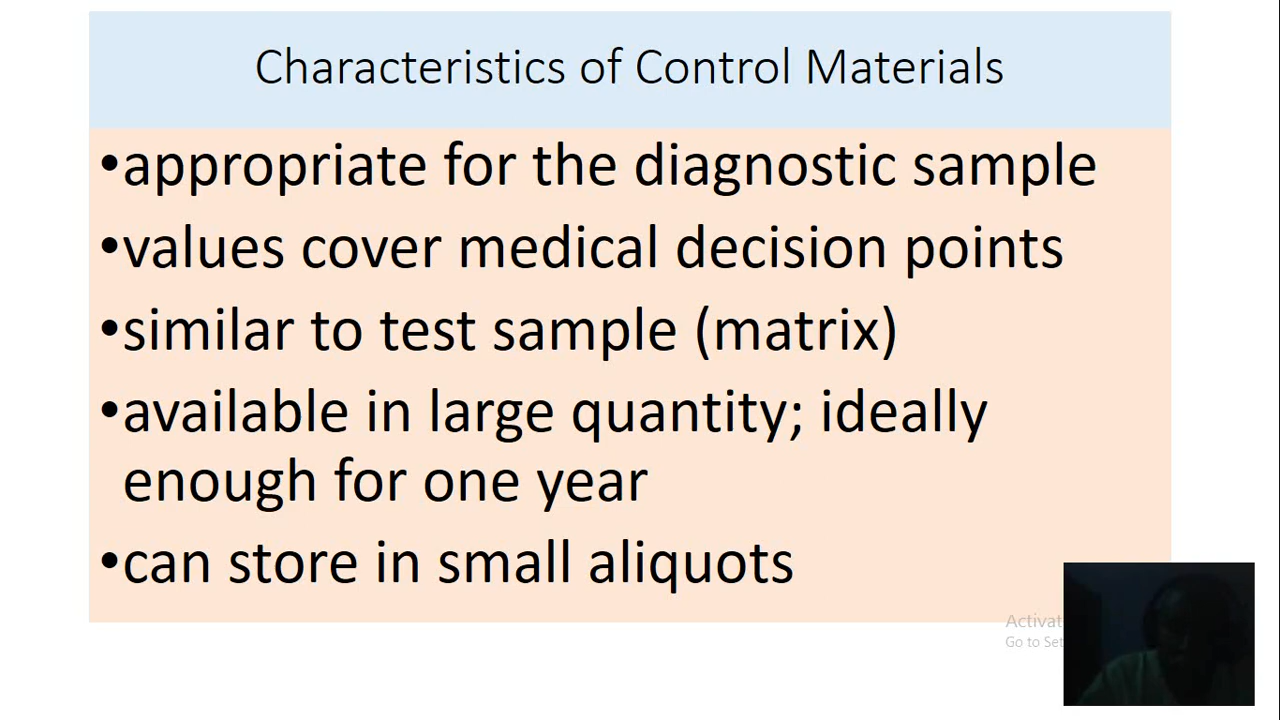 Characteristics of Control Materials
•appropriate for the diagnostic sample
•values cover medical decision points
•similar to test sample (matrix)
•available in large quantity; ideally
enough for one year
•can store in small aliquots
Activat
Go to Set